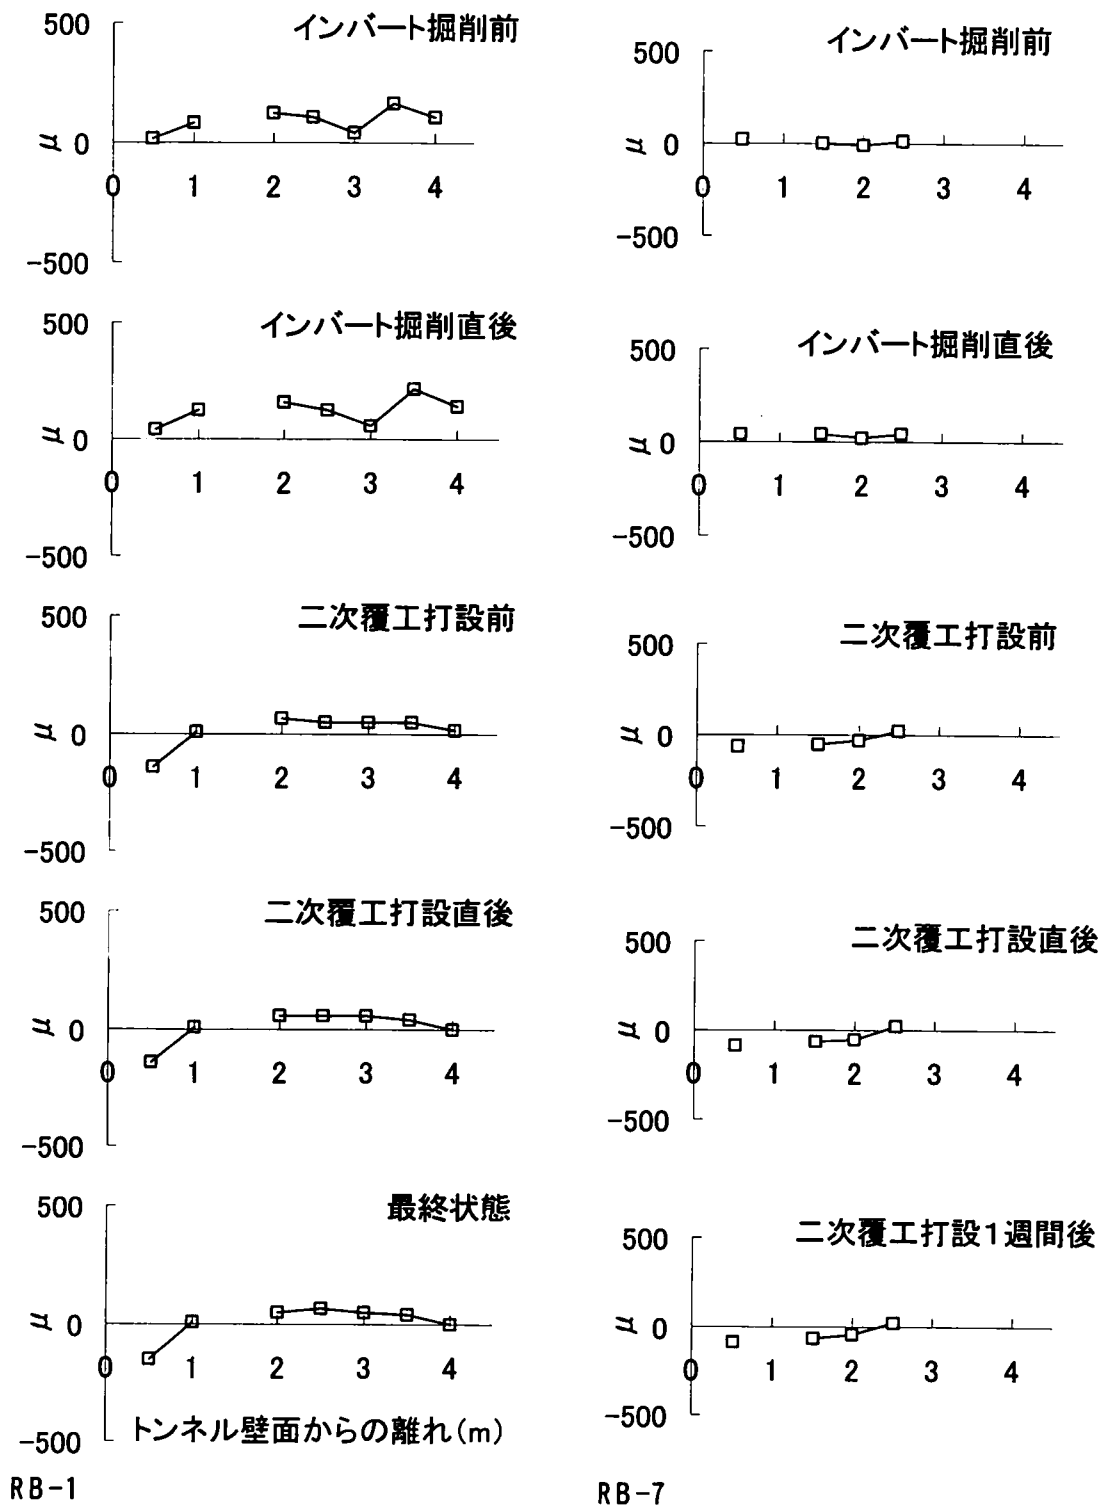 インバート掘削前
500
μ 0
0 1 2 3 4
-500
インバート掘削直後
500
μ 0
0 1 2 3 4
-500
二次覆工打設前
500
μ 0
0 1 2 3 4
-500
二次覆工打設直後
500
μ 0
0 1 2 3 4
-500
最終状態
500
μ 0
0 1 2 3 4
-500
トンネル壁面からの離れ(m)
RB-1
インバート掘削前
500
μ 0
0 1 2 3 4
-500
インバート掘削直後
500
μ 0
0 1 2 3 4
-500
二次覆工打設前
500
μ 0
0 1 2 3 4
-500
二次覆工打設直後
500
μ 0
0 1 2 3 4
-500
二次覆工打設1週間後
500
μ 0
0 1 2 3 4
-500
RB-7